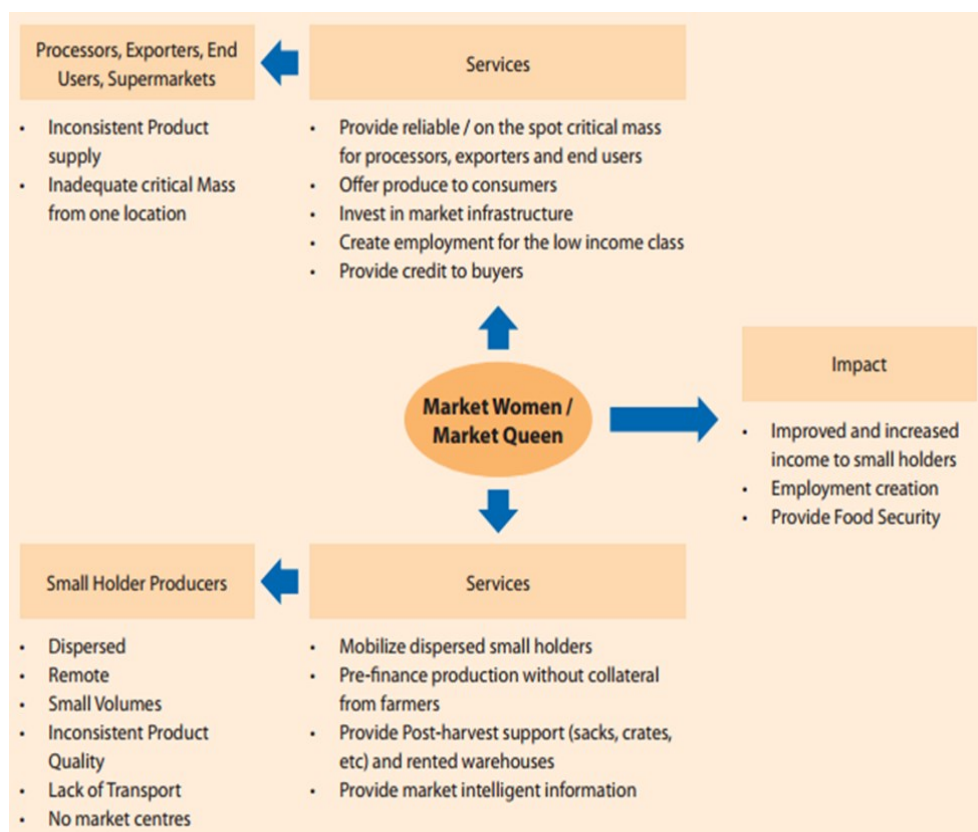 Processors, Exporters, End
Users, Supermarkets
• Inconsistent Product
supply
• Inadequate critical Mass
from one location
Services
• Provide reliable / on the spot critical mass
for processors, exporters and end users
• Offer produce to consumers
• Invest in market infrastructure
• Create employment for the low income class
• Provide credit to buyers
Market Women /
Market Queen
Impact
• Improved and increased
income to small holders
• Employment creation
• Provide Food Security
Small Holder Producers
• Dispersed
• Remote
• Small Volumes
• Inconsistent Product
Quality
• Lack of Transport
• No market centres
Services
• Mobilize dispersed small holders
• Pre-finance production without collateral
from farmers
• Provide Post-harvest support (sacks, crates,
etc) and rented warehouses
• Provide market intelligent information